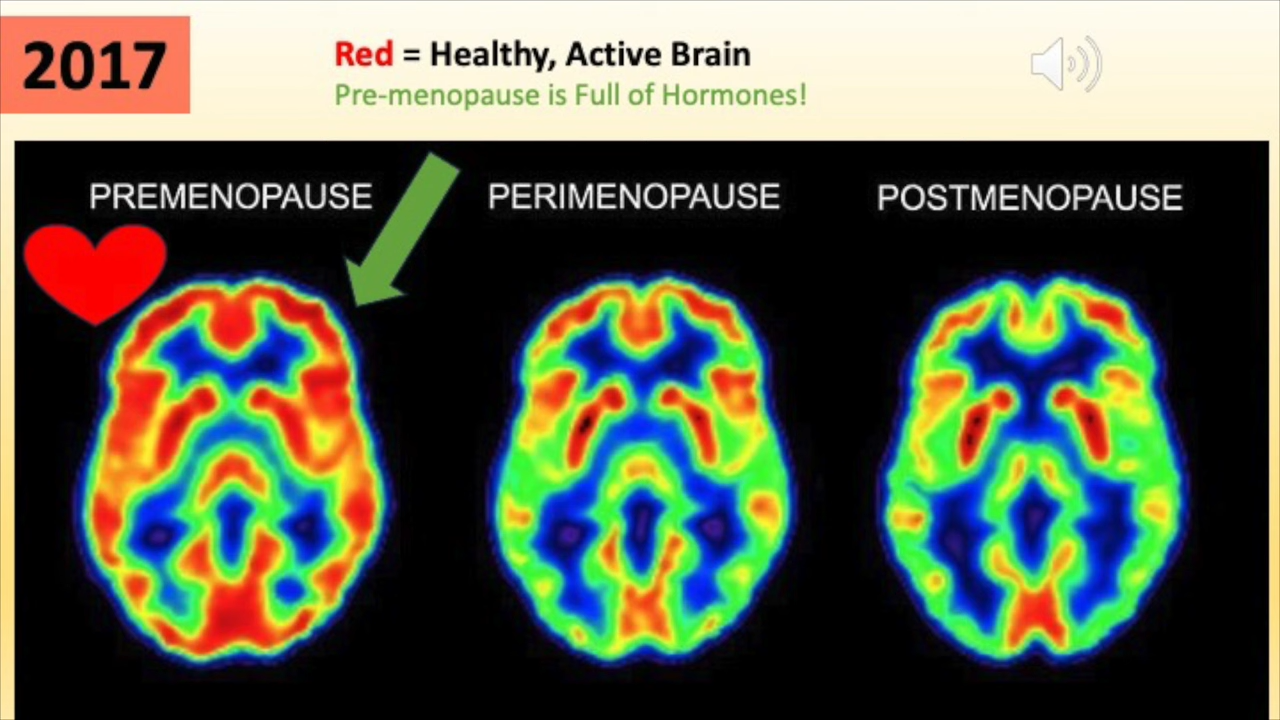 2017
Red = Healthy, Active Brain
Pre-menopause is Full of Hormones!
PREMENOPAUSE
PERIMENOPAUSE
POSTMENOPAUSE